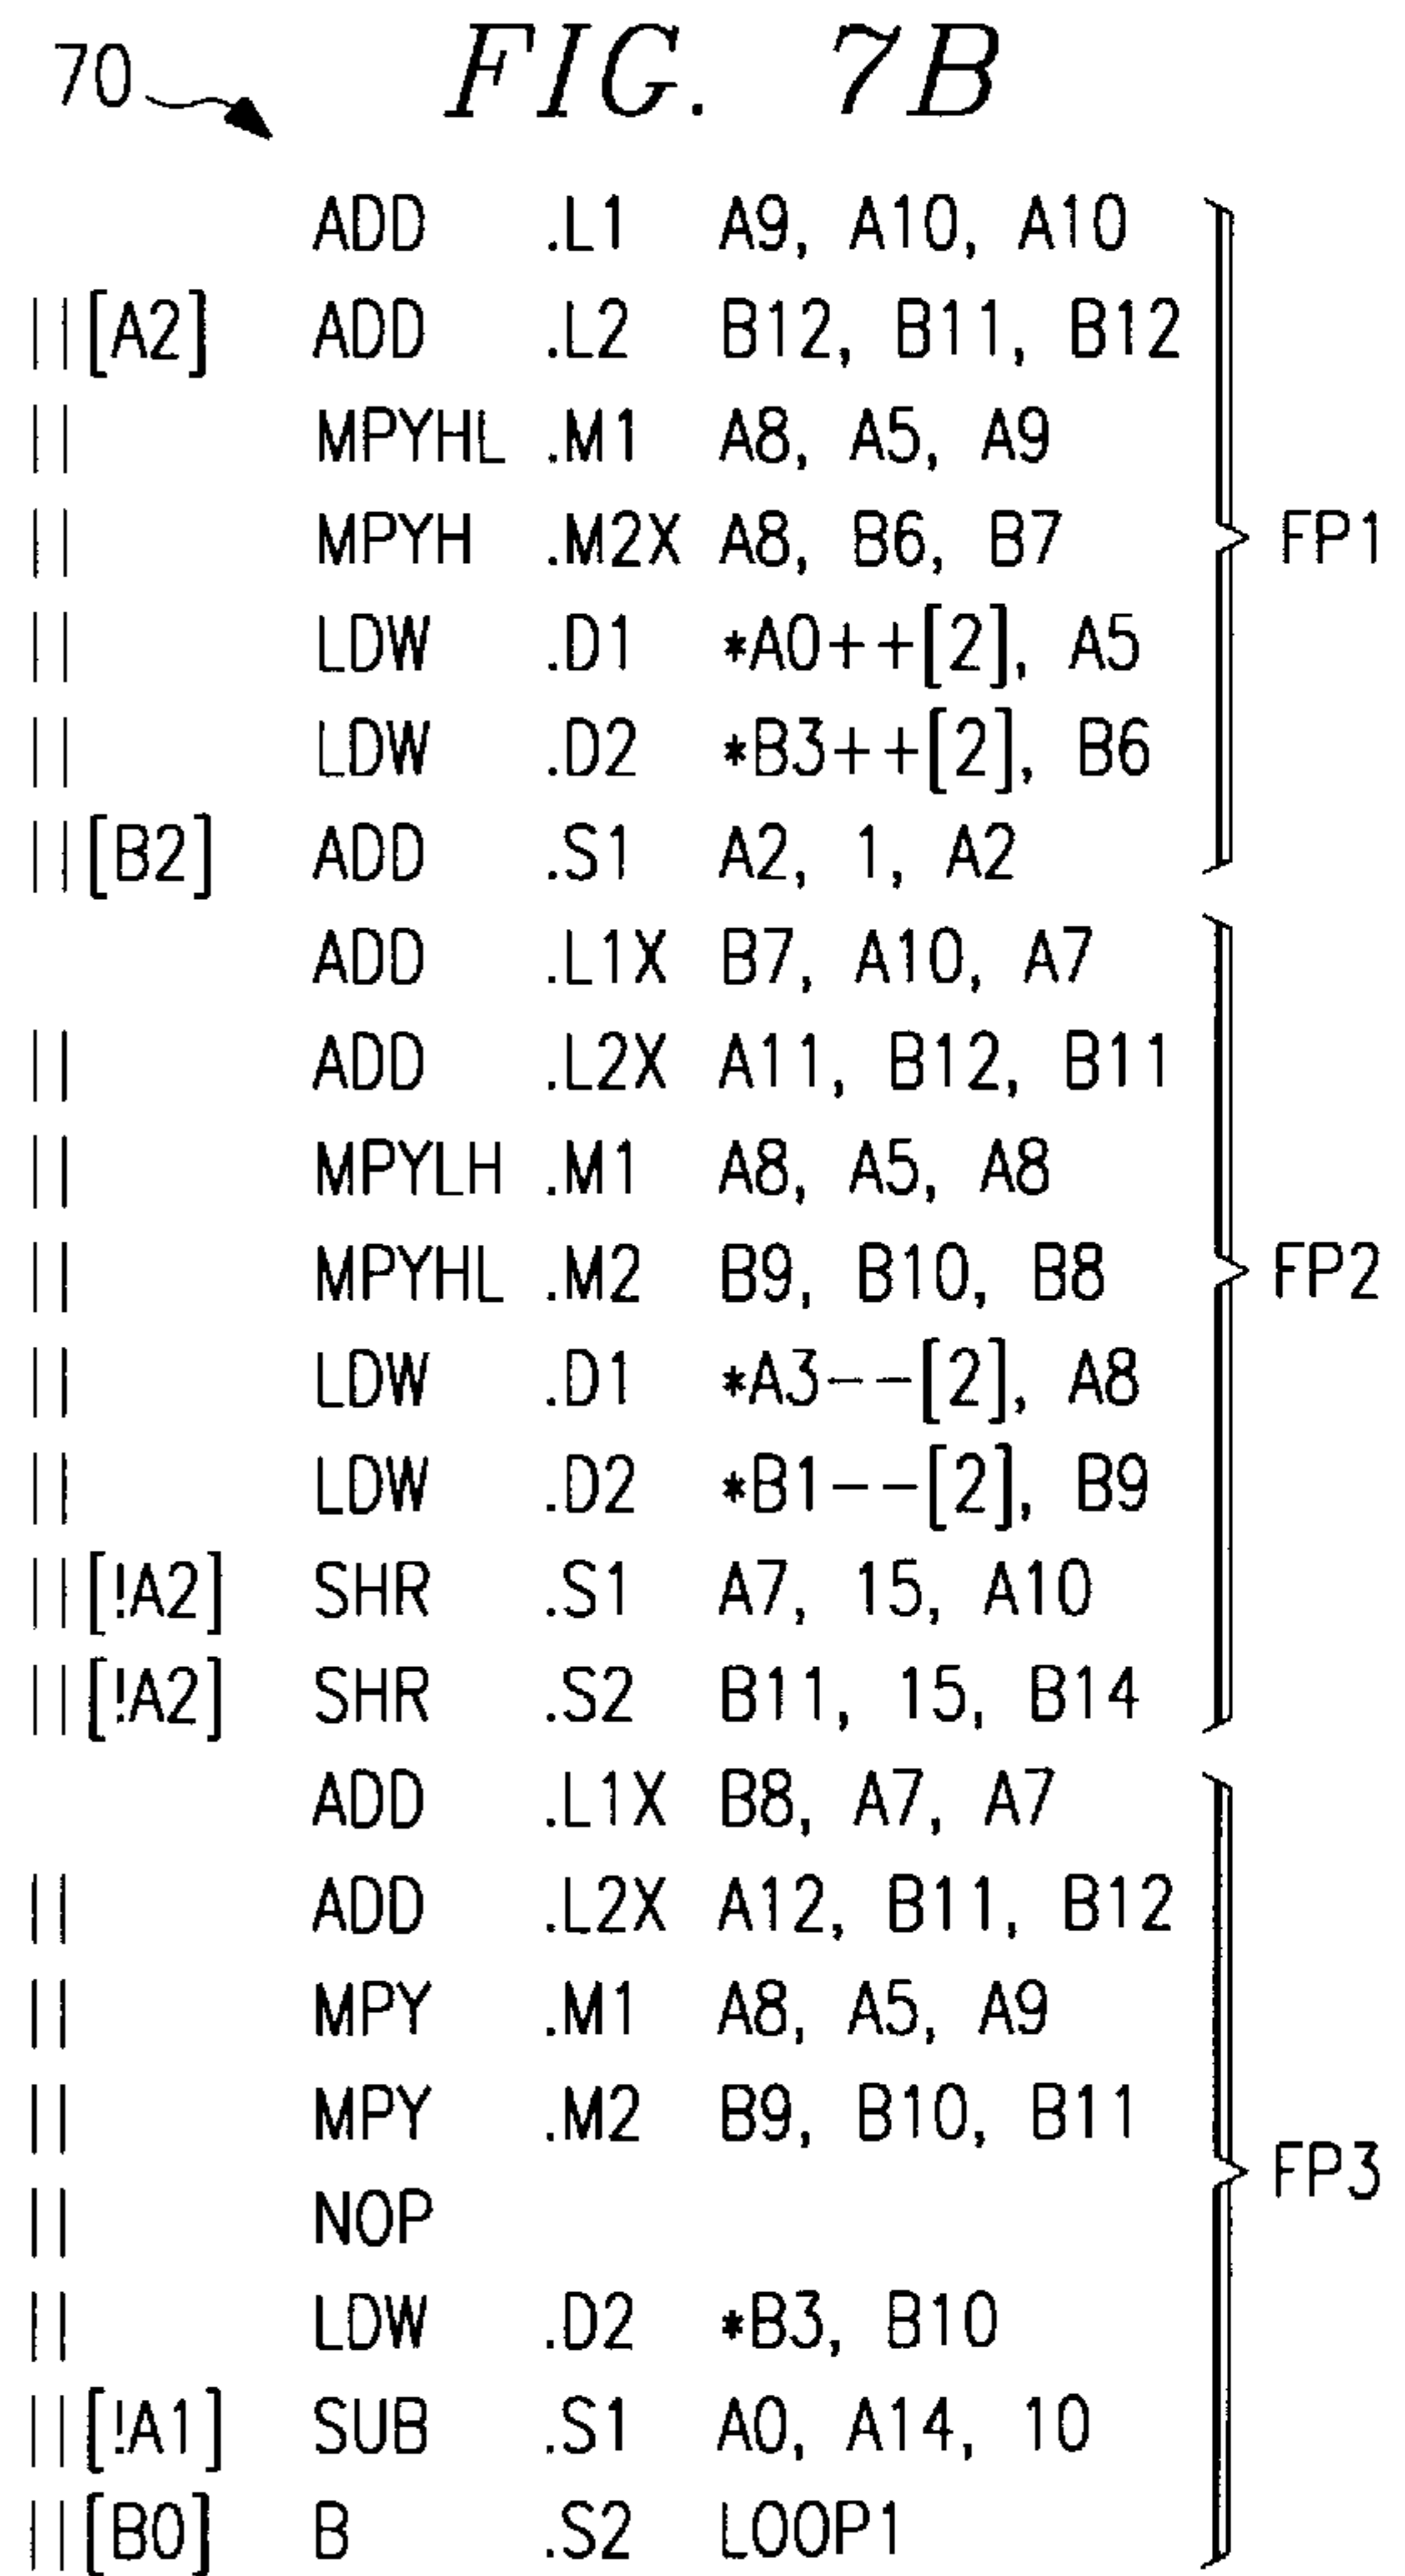 70 FIG. 7B
ADD .L1 A9, A10, A10
||[A2] ADD .L2 B12, B11, B12
|| MPYHL .M1 A8, A5, A9
|| MPYH .M2X A8, B6, B7 FP1
|| LDW .D1 *A0++[2], A5
|| LDW .D2 *B3++[2], B6
||[B2] ADD .S1 A2, 1, A2
ADD .L1X B7, A10, A7
|| ADD .L2X A11, B12, B11
|| MPYLH .M1 A8, A5, A8
|| MPYHL .M2 B9, B10, B8 FP2
|| LDW .D1 *A3--[2], A8
|| LDW .D2 *B1--[2], B9
||[!A2] SHR .S1 A7, 15, A10
||[!A2] SHR .S2 B11, 15, B14
ADD .L1X B8, A7, A7
|| ADD .L2X A12, B11, B12
|| MPY .M1 A8, A5, A9
|| MPY .M2 B9, B10, B11
|| NOP FP3
|| LDW .D2 *B3, B10
||[!A1] SUB .S1 A0, A14, 10
||[B0] B .S2 LOOP1